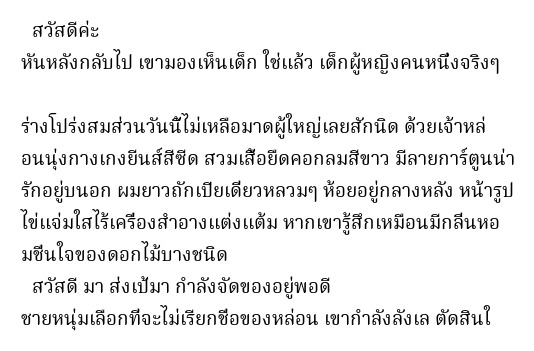 สวัสดีค่ะ
หันหลังกลับไป เขามองเห็นเด็ก ใช่แล้ว เด็กผู้หญิงคนหนึ่งจริงๆ
ร่างโปร่งสมส่วนวันนี้ไม่เหลือมาดผู้ใหญ่เลยสักนิด ด้วยเจ้าหล่
อนนุ่งกางเกงยีนส์สีซีด สวมเสื้อยืดคอกลมสีขาว มีลายการ์ตูนน่า
รักอยู่บนอก ผมยาวถักเปียเดียวหลวมๆ ห้อยอยู่กลางหลัง หน้ารูป
ไข่แจ่มใสไร้เครื่องสำอางแต่งแต้ม หากเขารู้สึกเหมือนมีกลิ่นหอ
มชื่นใจของดอกไม้บางชนิด
สวัสดี มา ส่งเป้มา กำลังจัดของอยู่พอดี
ชายหนุ่มเลือกที่จะไม่เรียกชื่อของหล่อน เขากำลังลังเล ตัดสินใ